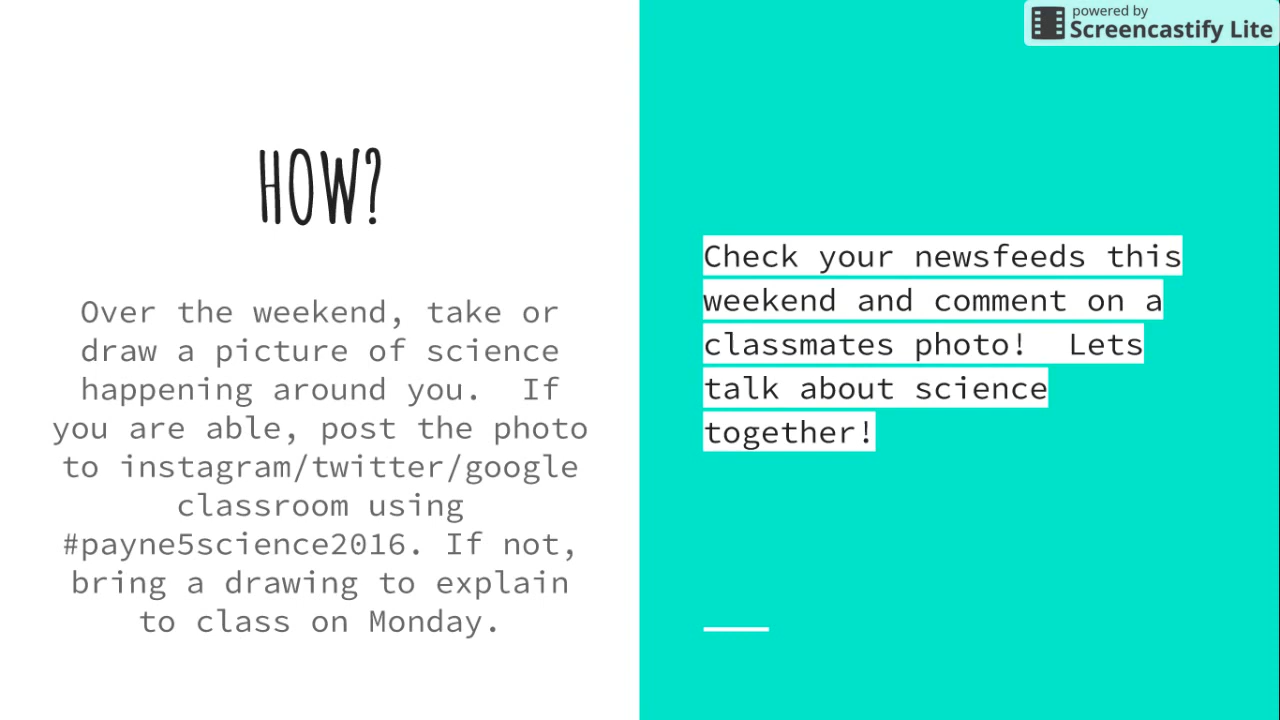 powered by
Screencastify Lite
HOW?
Over the weekend, take or
draw a picture of science
happening around you.  If
you are able, post the photo
to instagram/twitter/google
classroom using
#payne5science2016. If not,
bring a drawing to explain
to class on Monday.
Check your newsfeeds this
weekend and comment on a
classmates photo!  Lets
talk about science
together!